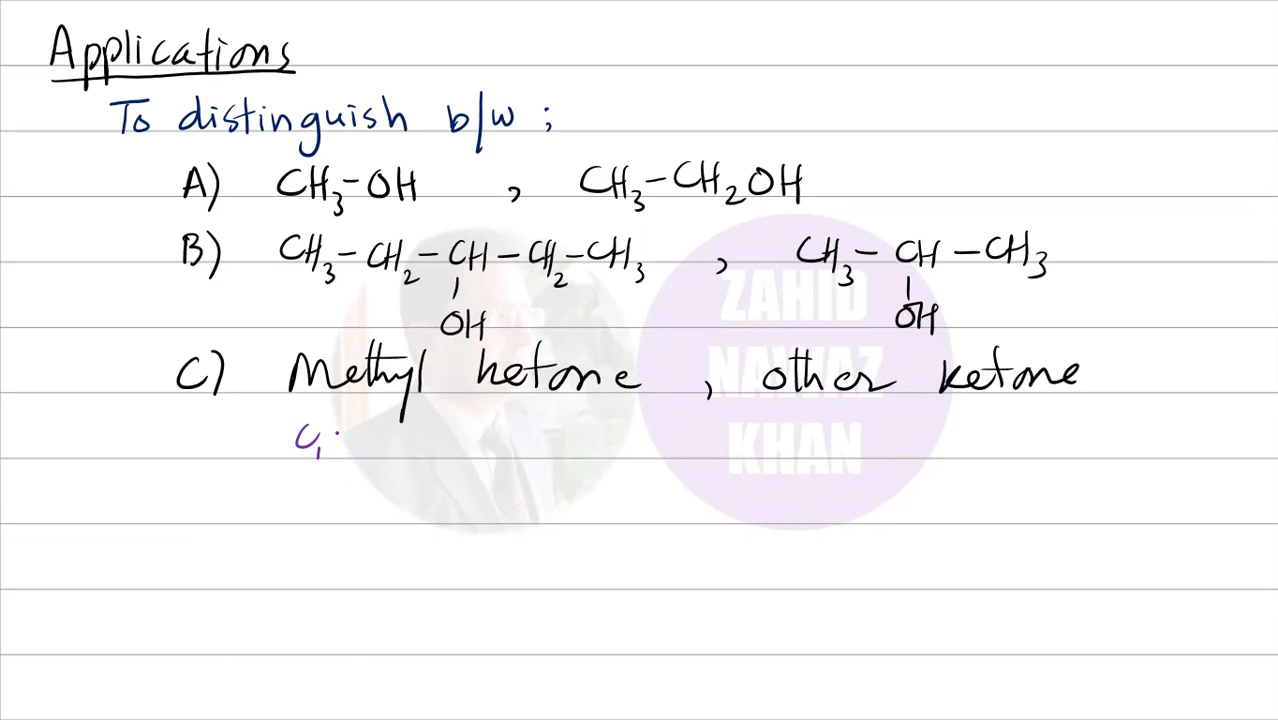 Applications
To distinguish b/w ;
A) CH₃-OH , CH₃-CH₂OH
B) CH₃-CH₂-CH-CH₂-CH₃ , CH₃-CH-CH₃
OH OH
C) Methyl ketone , other ketone
ZAHID
NAWAZ
KHAN